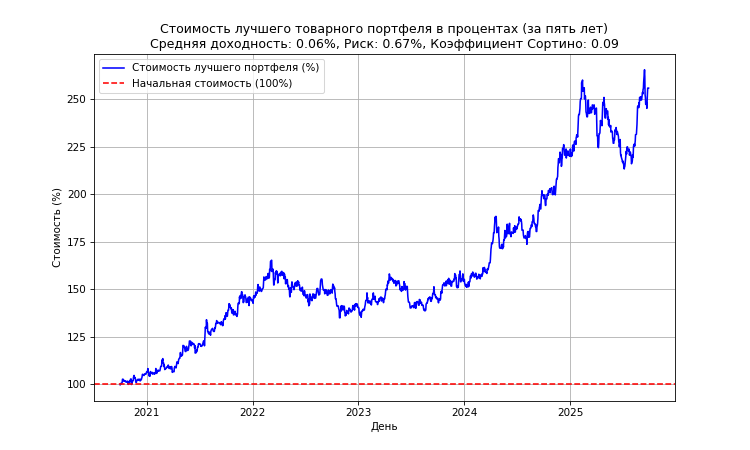 Стоимость лучшего товарного портфеля в процентах (за пять лет)
Средняя доходность: 0.06%, Риск: 0.67%, Коэффициент Сортино: 0.09
Стоимость лучшего портфеля (%)
Начальная стоимость (100%)
Стоимость (%)
250
225
200
175
150
125
100
2021 2022 2023 2024 2025
День